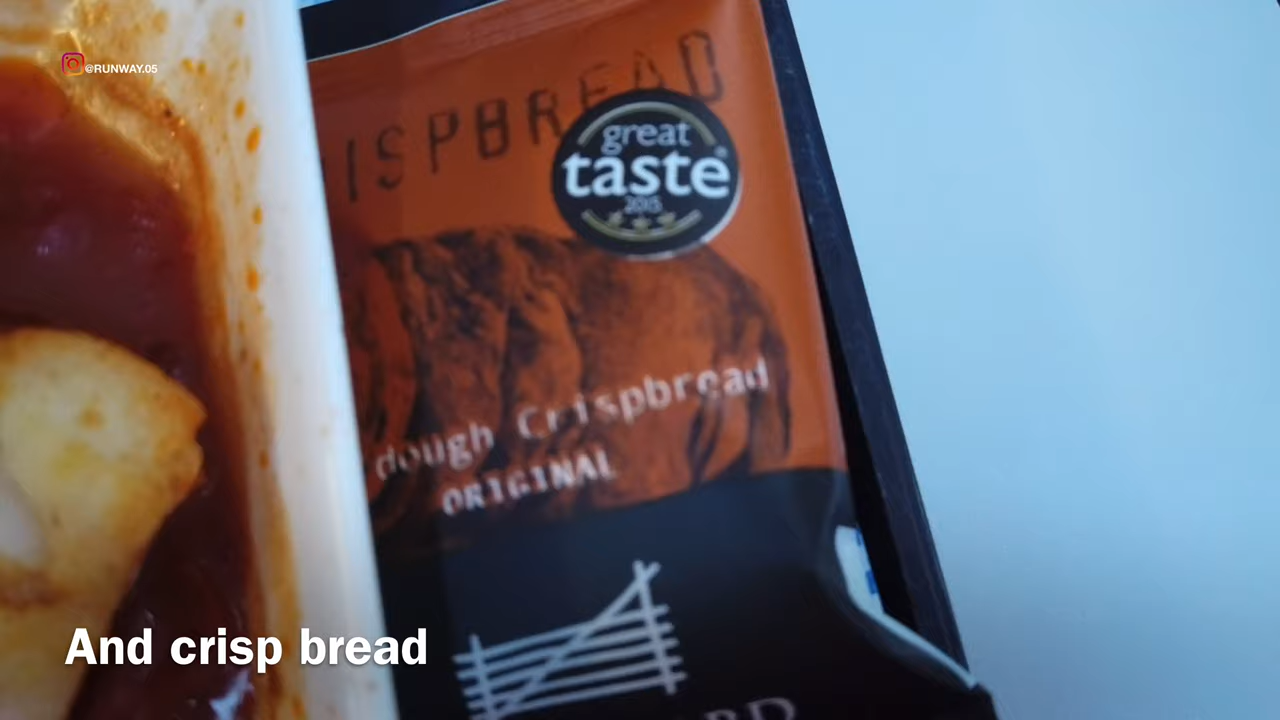 @RUNWAY.05
ISPBREAD
great
taste
2015
dough Crispbread
ORIGINAL
And crisp bread